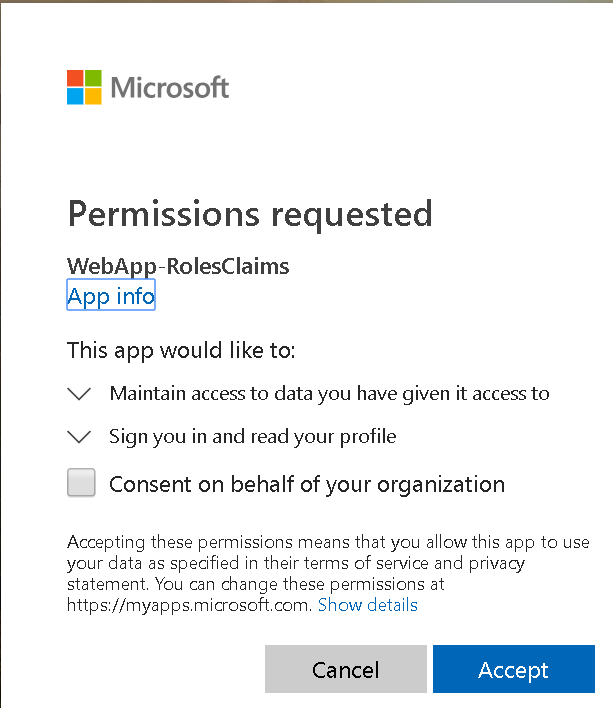 Microsoft
Permissions requested
WebApp-RolesClaims
App info
This app would like to:
Maintain access to data you have given it access to
Sign you in and read your profile
Consent on behalf of your organization
Accepting these permissions means that you allow this app to use
your data as specified in their terms of service and privacy
statement. You can change these permissions at
https://myapps.microsoft.com. Show details
Cancel
Accept